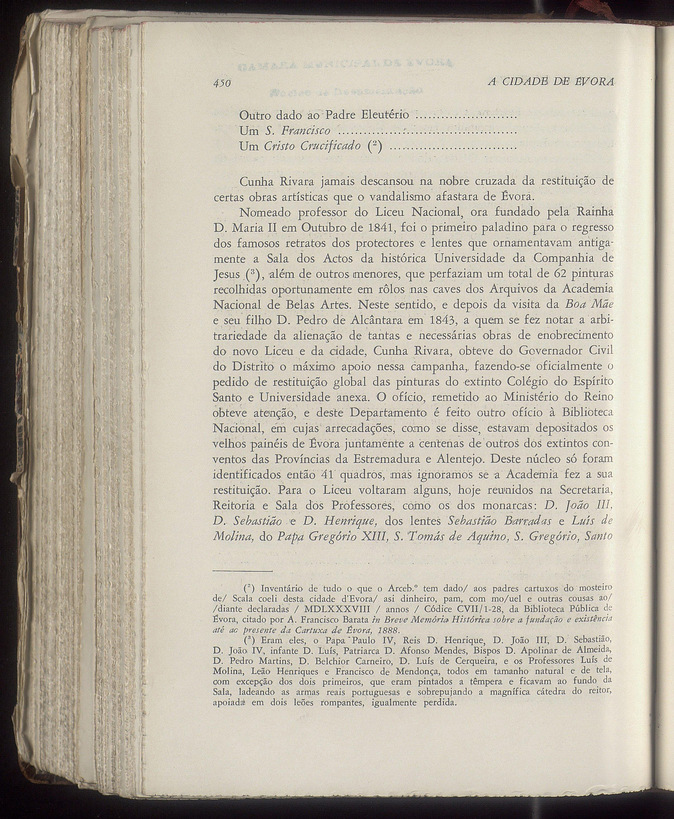 450 A CIDADE DE ÉVORA
Outro dado ao Padre Eleutério .......................
Um S. Francisco ........................................
Um Cristo Crucificado (²) .............................
Cunha Rivara jamais descansou na nobre cruzada da restituição de
certas obras artísticas que o vandalismo afastara de Évora.
Nomeado professor do Liceu Nacional, ora fundado pela Rainha
D. Maria II em Outubro de 1841, foi o primeiro paladino para o regresso
dos famosos retratos dos protectores e lentes que ornamentavam antiga-
mente a Sala dos Actos da histórica Universidade da Companhia de
Jesus (³), além de outros menores, que perfaziam um total de 62 pinturas
recolhidas oportunamente em rôlos nas caves dos Arquivos da Academia
Nacional de Belas Artes. Neste sentido, e depois da visita da Boa Mãe
e seu filho D. Pedro de Alcântara em 1843, a quem se fez notar a arbi-
trariedade da alienação de tantas e necessárias obras de enobrecimento
do novo Liceu e da cidade, Cunha Rivara, obteve do Governador Civil
do Distrito o máximo apoio nessa campanha, fazendo-se oficialmente o
pedido de restituição global das pinturas do extinto Colégio do Espírito
Santo e Universidade anexa. O ofício, remetido ao Ministério do Reino
obteve atenção, e deste Departamento é feito outro ofício à Biblioteca
Nacional, em cujas arrecadações, como se disse, estavam depositados os
velhos painéis de Évora juntamente a centenas de outros dos extintos con-
ventos das Províncias da Estremadura e Alentejo. Deste núcleo só foram
identificados então 41 quadros, mas ignoramos se a Academia fez a sua
restituição. Para o Liceu voltaram alguns, hoje reunidos na Secretaria,
Reitoria e Sala dos Professores, como os dos monarcas: D. João III,
D. Sebastião e D. Henrique, dos lentes Sebastião Barradas e Luís de
Molina, do Papa Gregório XIII, S. Tomás de Aquino, S. Gregório, Santo
(²) Inventário de tudo o que o Arceb.º tem dado/ aos padres cartuxos do mosteiro
de/ Scala coeli desta cidade d'Evora/ asi dinheiro, pam, com mo/uel e outras cousas ao/
/diante declaradas / MDLXXXVIII / annos / Códice CVII/1-28, da Biblioteca Pública de
Évora, citado por A. Francisco Barata in Breve Memória Histórica sobre a fundação e existência
até ao presente da Cartuxa de Évora, 1888.
(³) Eram eles, o Papa Paulo IV, Reis D. Henrique, D. João III, D. Sebastião,
D. João IV, infante D. Luís, Patriarca D. Afonso Mendes, Bispos D. Apolinar de Almeida,
D. Pedro Martins, D. Belchior Carneiro, D. Luís de Cerqueira, e os Professores Luís de
Molina, Leão Henriques e Francisco de Mendonça, todos em tamanho natural e de tela,
com excepção dos dois primeiros, que eram pintados a têmpera e ficavam ao fundo da
Sala, ladeando as armas reais portuguesas e sobrepujando a magnífica cátedra do reitor,
apoiada em dois leões rompantes, igualmente perdida.